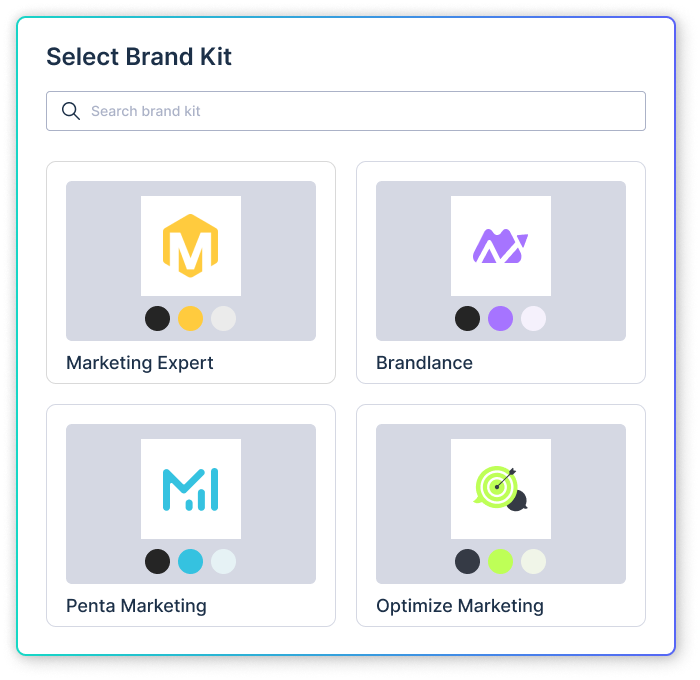 Select Brand Kit
Search brand kit
M
Marketing Expert
Brandlance
Penta Marketing
Optimize Marketing